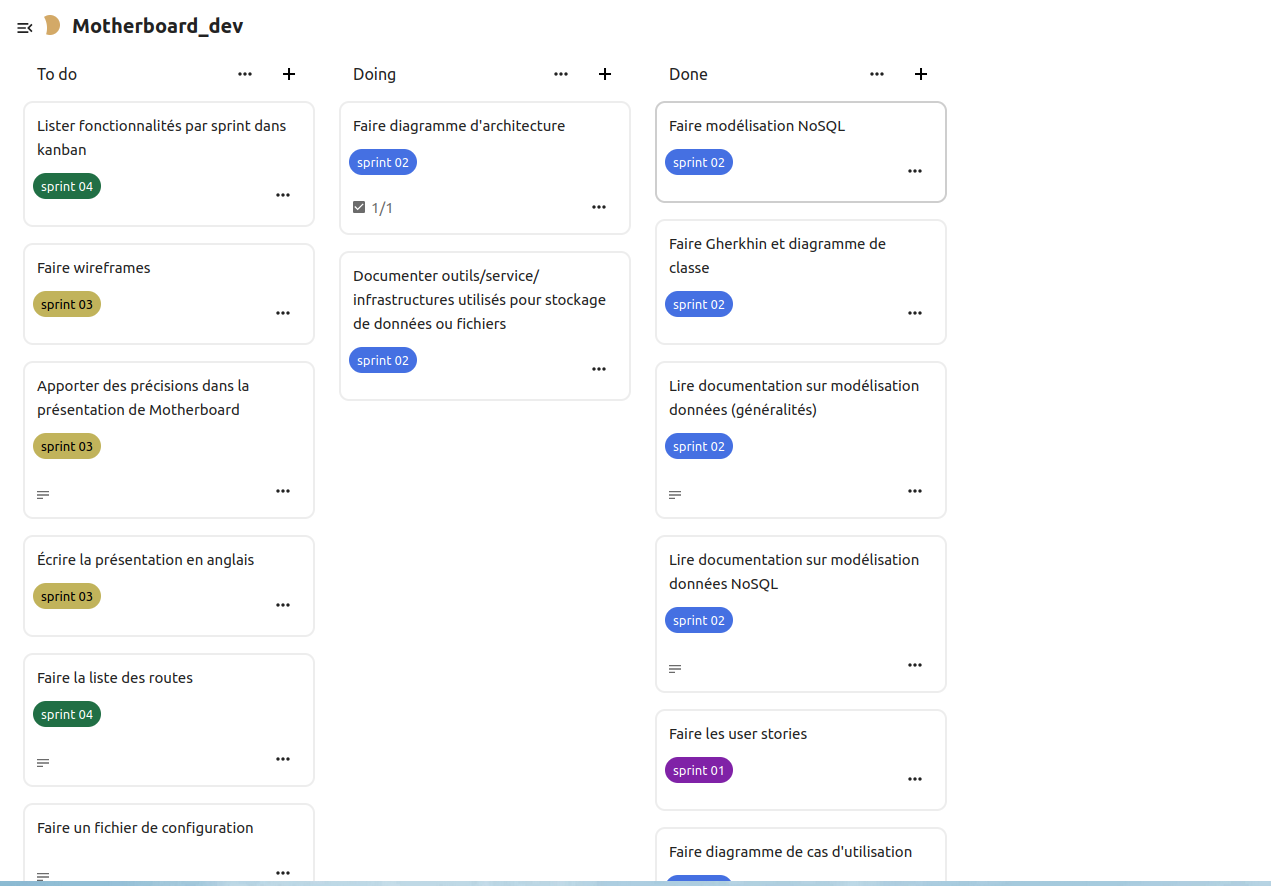 Motherboard_dev
To do
Lister fonctionnalités par sprint dans
kanban
sprint 04
Faire wireframes
sprint 03
Apporter des précisions dans la
présentation de Motherboard
sprint 03
Écrire la présentation en anglais
sprint 03
Faire la liste des routes
sprint 04
Faire un fichier de configuration
Doing
Faire diagramme d'architecture
sprint 02
1/1
Documenter outils/service/
infrastructures utilisés pour stockage
de données ou fichiers
sprint 02
Done
Faire modélisation NoSQL
sprint 02
Faire Gherkhin et diagramme de
classe
sprint 02
Lire documentation sur modélisation
données (généralités)
sprint 02
Lire documentation sur modélisation
données NoSQL
sprint 02
Faire les user stories
sprint 01
Faire diagramme de cas d'utilisation